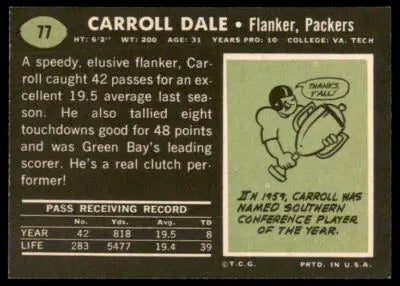 77
CARROLL DALE • Flanker, Packers
HT: 6'2" WT: 200 AGE: 31 YEARS PRO: 10 COLLEGE: VA. TECH
A speedy, elusive flanker, Car-
roll caught 42 passes for an ex-
cellent 19.5 average last sea-
son. He also tallied eight
touchdowns good for 48 points
and was Green Bay's leading
scorer. He's a real clutch per-
former!
PASS RECEIVING RECORD
No. Yds. Avg. TD
YEAR 42 818 19.5 8
LIFE 283 5477 19.4 39
THANKS, Y'ALL!
IN 1959, CARROLL WAS
NAMED SOUTHERN
CONFERENCE PLAYER
OF THE YEAR.
© T.C.G. PRTD. IN U.S.A.